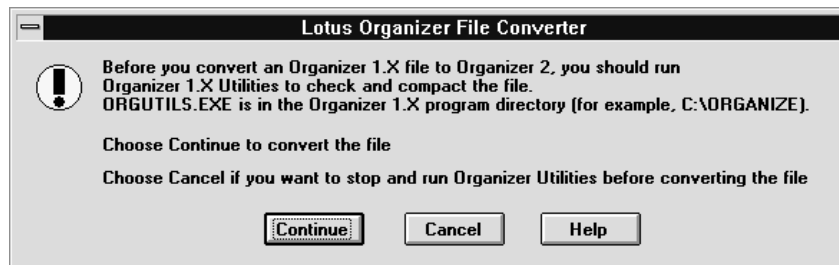 Lotus Organizer File Converter
Before you convert an Organizer 1.X file to Organizer 2, you should run
Organizer 1.X Utilities to check and compact the file.
ORGUTILS.EXE is in the Organizer 1.X program directory (for example, C:\ORGANIZE).
Choose Continue to convert the file
Choose Cancel if you want to stop and run Organizer Utilities before converting the file
Continue Cancel Help